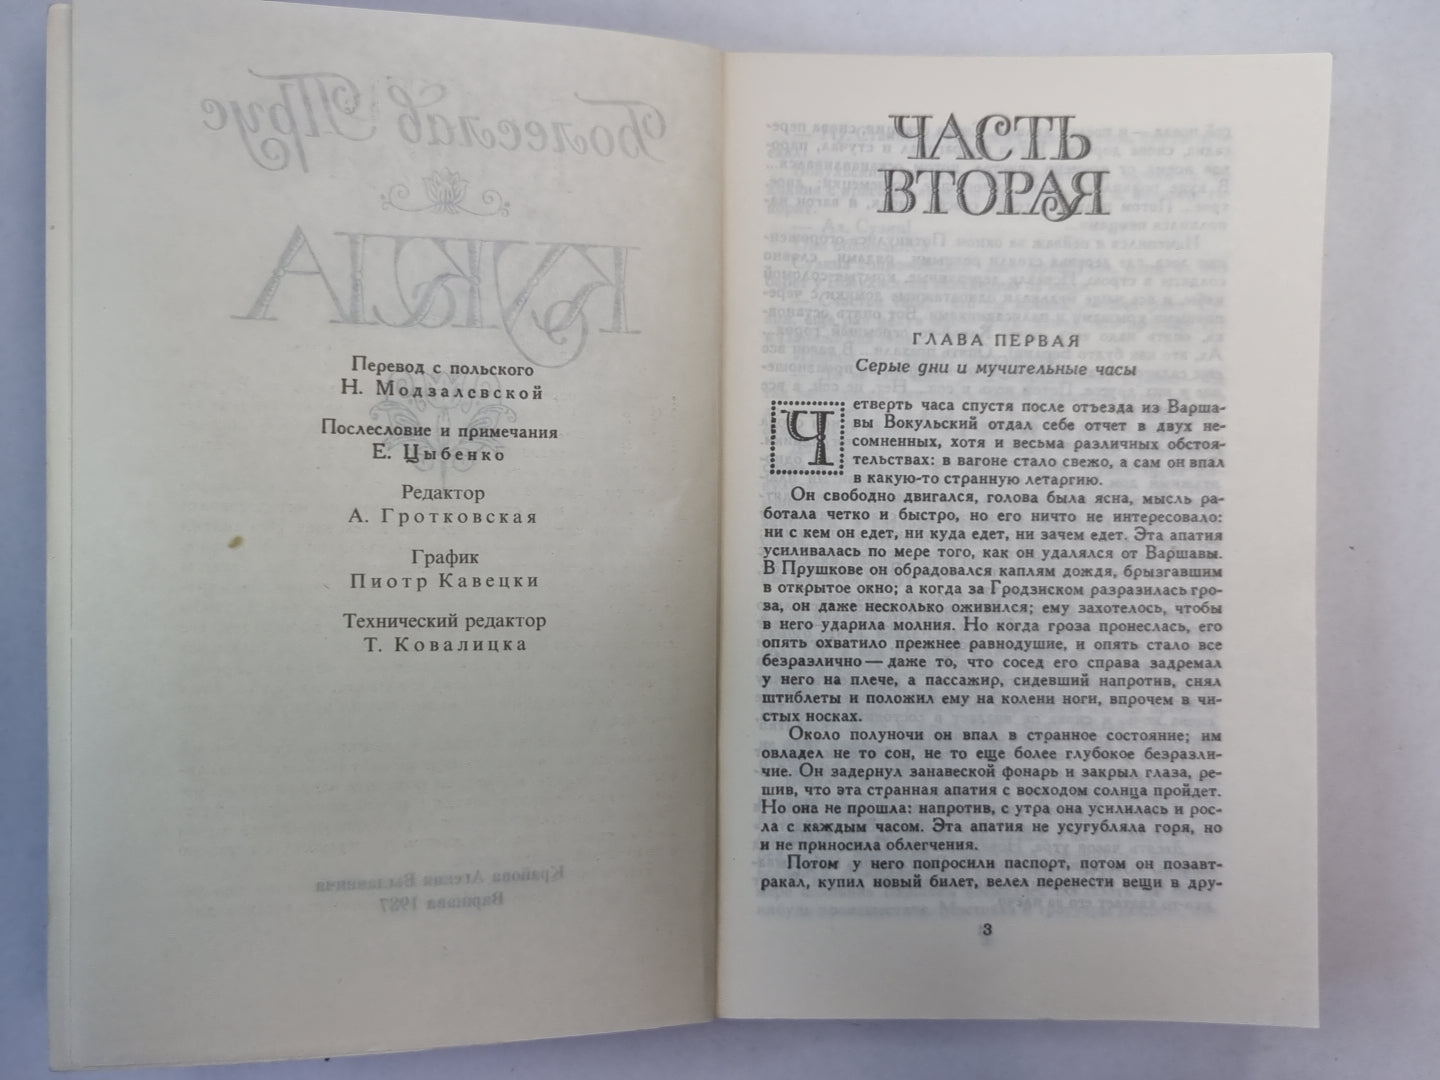 Болеслав Прус
КУКЛА
Перевод с польского
Н. Модзалевской
Послесловие и примечания
Е. Цыбенко
Редактор
А. Гротковская
График
Пиотр Кавецки
Технический редактор
Т. Ковалицка
Крайова Агенция Выдавнича
Варшава 1987
ЧАСТЬ
ВТОРАЯ
ГЛАВА ПЕРВАЯ
Серые дни и мучительные часы
Четверть часа спустя после отъезда из Варша-
вы Вокульский отдал себе отчет в двух не-
сомненных, хотя и весьма различных обстоя-
тельствах: в вагоне стало свежо, а сам он впал
в какую-то странную летаргию.
Он свободно двигался, голова была ясна, мысль ра-
ботала четко и быстро, но его ничто не интересовало:
ни с кем он едет, ни куда едет, ни зачем едет. Эта апатия
усиливалась по мере того, как он удалялся от Варшавы.
В Прушкове он обрадовался каплям дождя, брызгавшим
в открытое окно; а когда за Гродзиском разразилась гро-
за, он даже несколько оживился; ему захотелось, чтобы
в него ударила молния. Но когда гроза пронеслась, его
опять охватило прежнее равнодушие, и опять стало все
безразлично — даже то, что сосед его справа задремал
у него на плече, а пассажир, сидевший напротив, снял
штиблеты и положил ему на колени ноги, впрочем в чи-
стых носках.
Около полуночи он впал в странное состояние; им
овладел не то сон, не то еще более глубокое безразли-
чие. Он задернул занавеской фонарь и закрыл глаза, ре-
шив, что эта странная апатия с восходом солнца пройдет.
Но она не прошла: напротив, с утра она усилилась и рос-
ла с каждым часом. Эта апатия не усугубляла горя, но
и не приносила облегчения.
Потом у него попросили паспорт, потом он позавт-
ракал, купил новый билет, велел перенести вещи в дру-
3